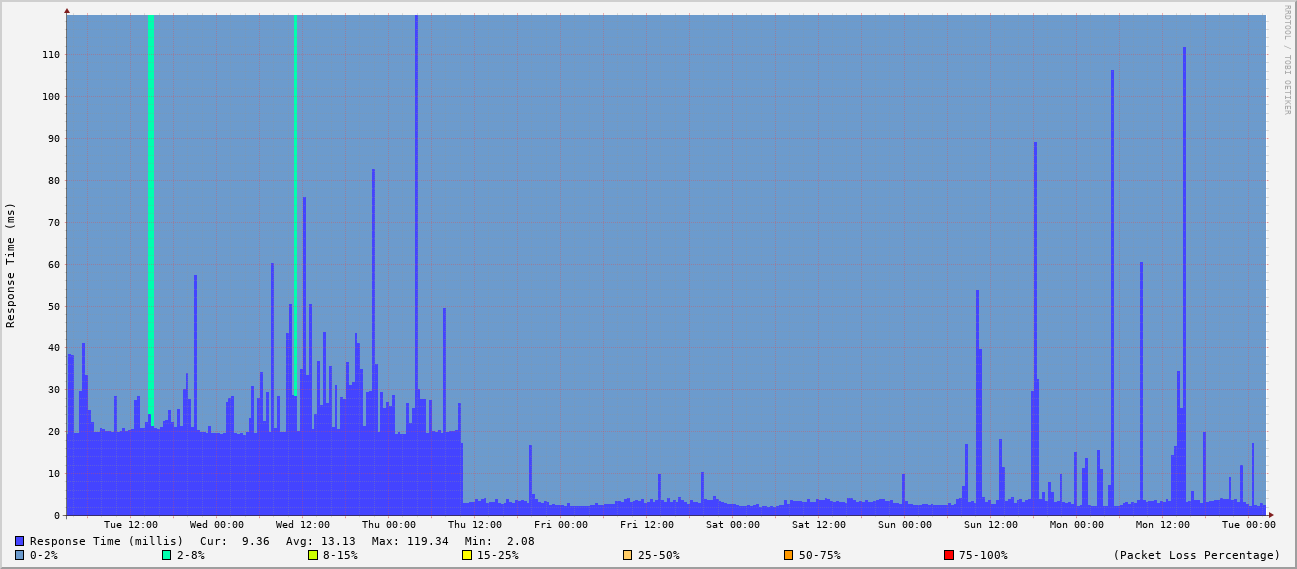 RRDTOOL / TOBI OETIKER
Response Time (ms)
110
100
90
80
70
60
50
40
30
20
10
0
Tue 12:00 Wed 00:00 Wed 12:00 Thu 00:00 Thu 12:00 Fri 00:00 Fri 12:00 Sat 00:00 Sat 12:00 Sun 00:00 Sun 12:00 Mon 00:00 Mon 12:00 Tue 00:00
Response Time (millis) Cur: 9.36 Avg: 13.13 Max: 119.34 Min: 2.08
0-2% 2-8% 8-15% 15-25% 25-50% 50-75% 75-100% (Packet Loss Percentage)